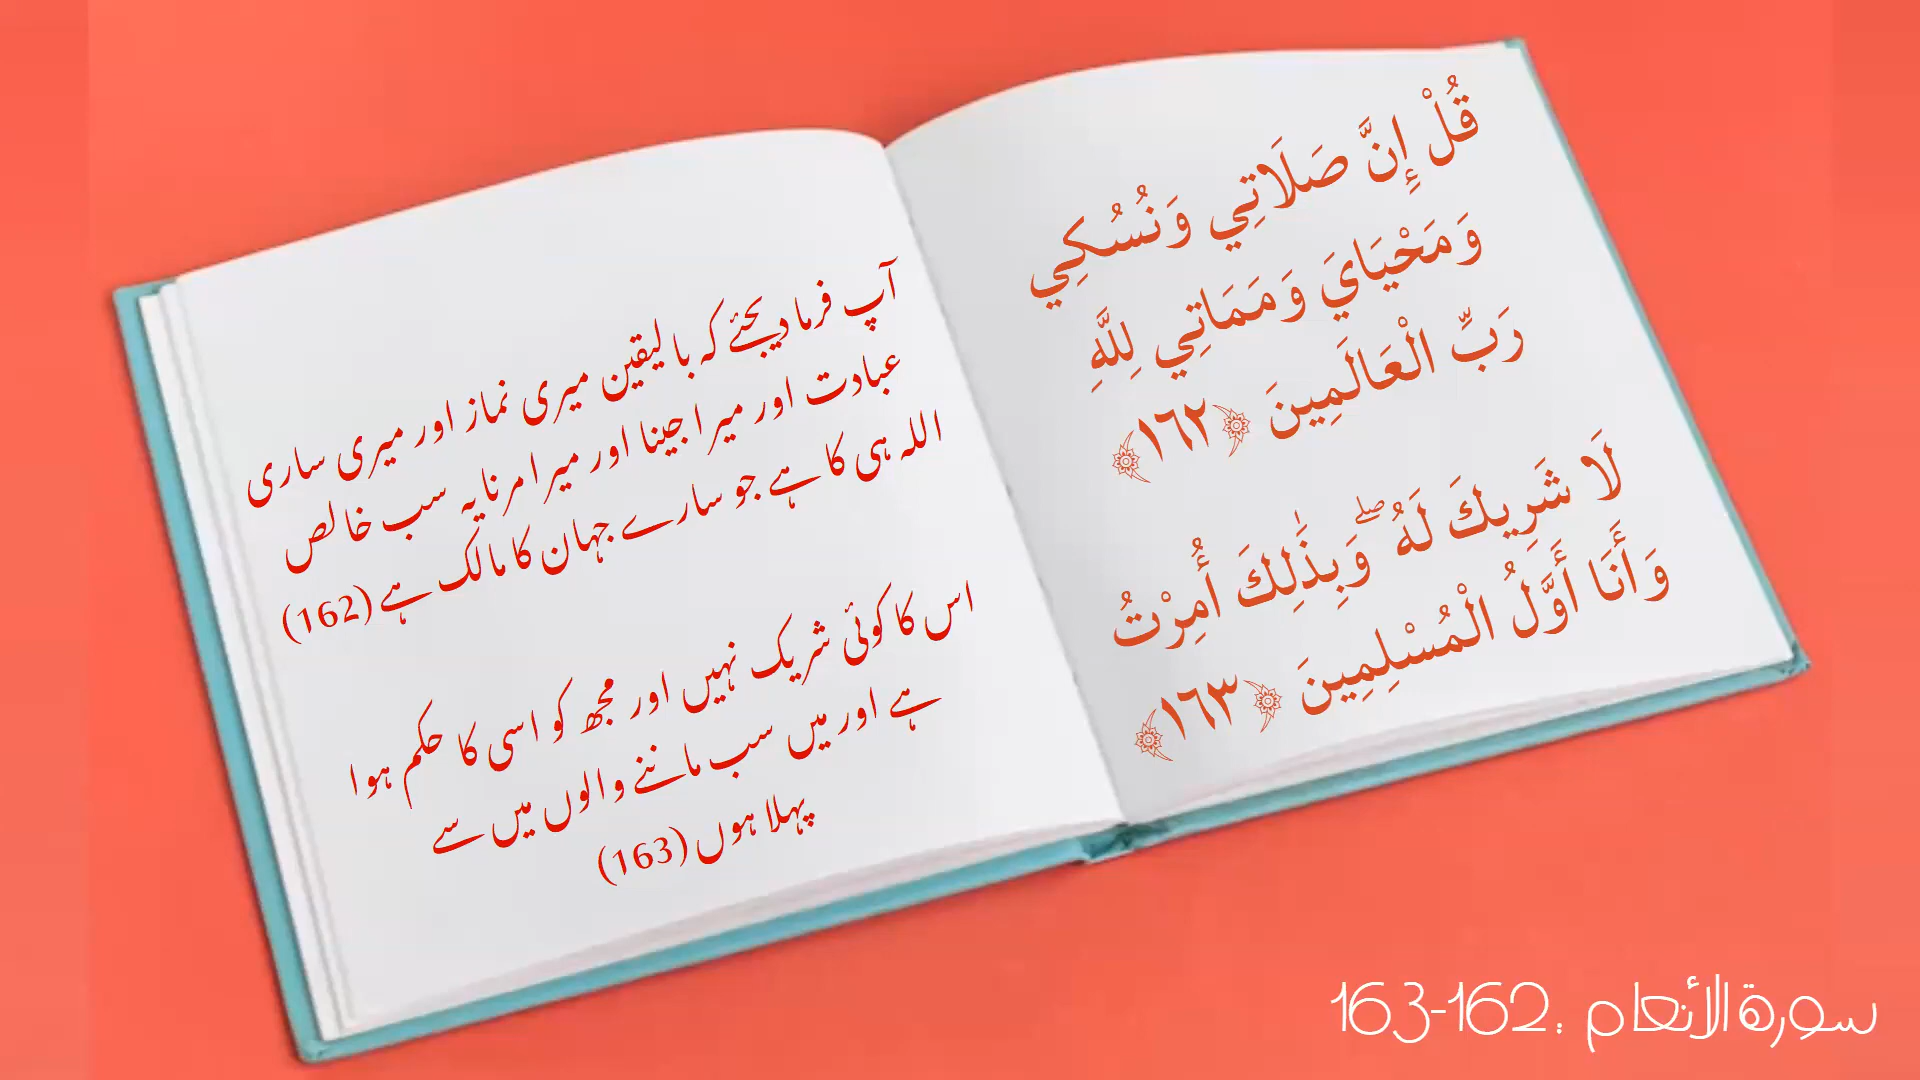 قُلْ إِنَّ صَلَاتِي وَنُسُكِي
وَمَحْيَايَ وَمَمَاتِي لِلَّهِ
رَبِّ الْعَالَمِينَ ﴿١٦٢﴾
لَا شَرِيكَ لَهُ ۖ وَبِذَٰلِكَ أُمِرْتُ
وَأَنَا أَوَّلُ الْمُسْلِمِينَ ﴿١٦٣﴾
آپ فرما دیجئے کہ بالیقین میری نماز اور میری ساری
عبادت اور میرا جینا اور میرا مرنا یہ سب خالص
اللہ ہی کا ہے جو سارے جہان کا مالک ہے (162)
اس کا کوئی شریک نہیں اور مجھ کو اسی کا حکم ہوا
ہے اور میں سب ماننے والوں میں سے
پہلا ہوں (163)
سورة الأنعام :162-163